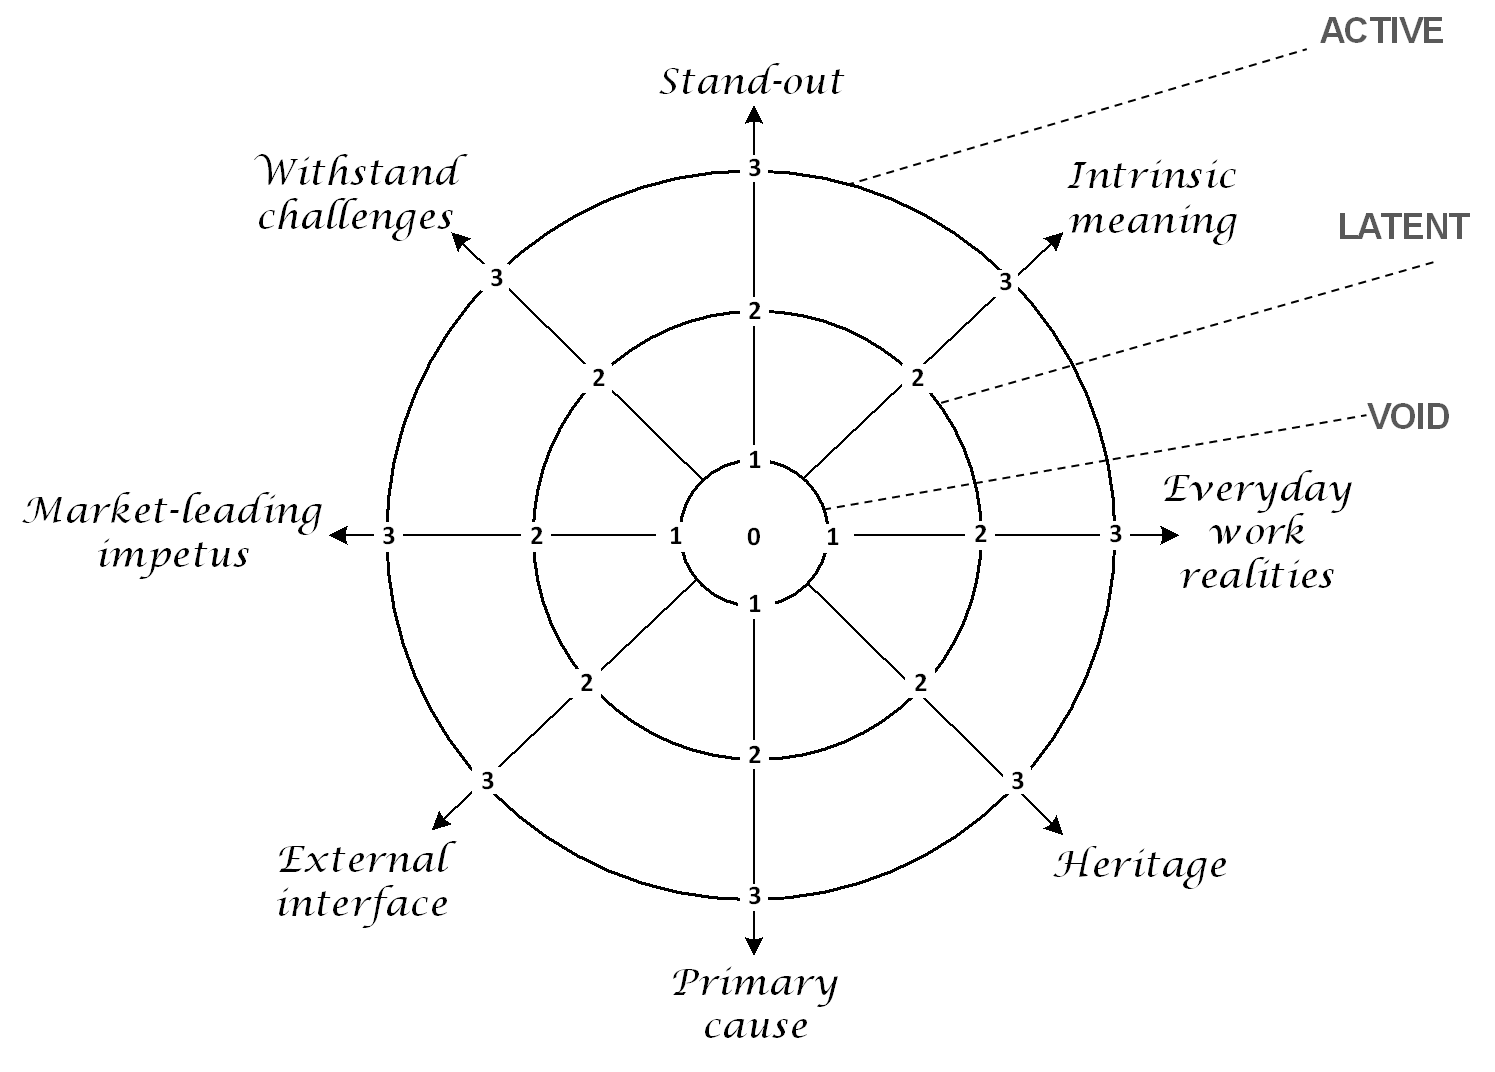 ACTIVE
Stand-out
Withstand
challenges
Intrinsic
meaning
LATENT
VOID
Market-leading
impetus
Everyday
work
realities
External
interface
Heritage
Primary
cause
3
3
3
2
2
2
1
3
2
1
0
1
2
3
1
2
2
2
3
3
3